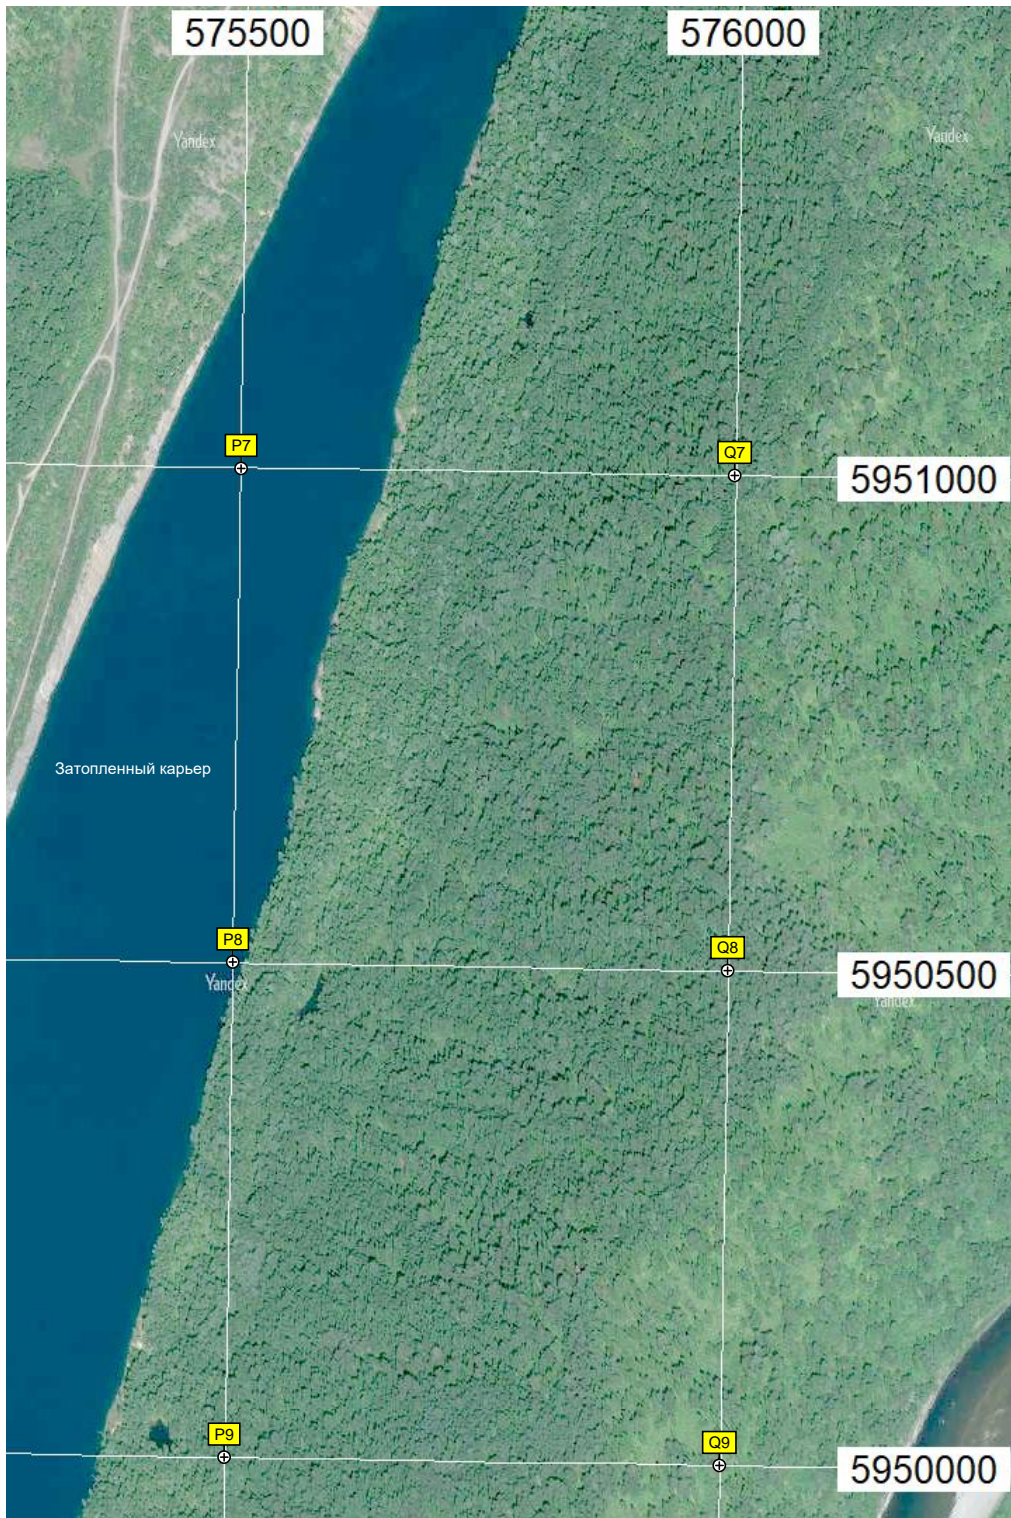 575500
576000
Yandex
Yandex
P7
Q7
5951000
Затопленный карьер
P8
Q8
5950500
Yandex
Yandex
P9
Q9
5950000